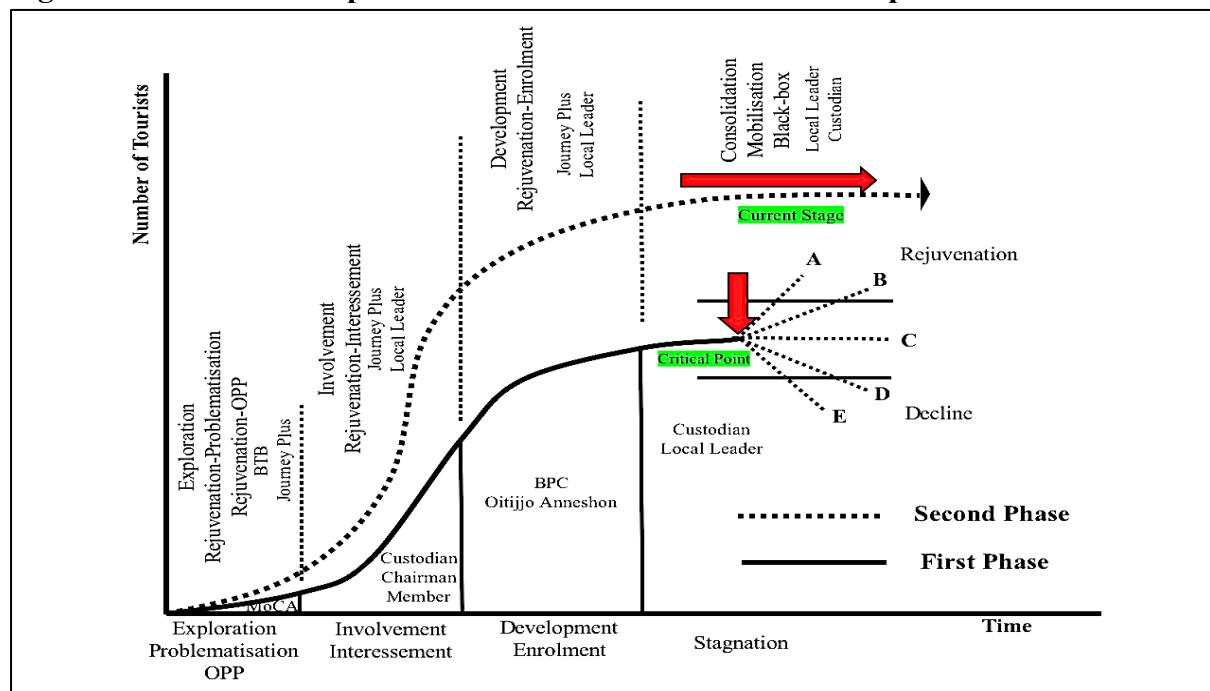 Number of Tourists
Exploration
Rejuvenation-Problematisation
Rejuvenation-OPP
BTB
Journey Plus
Involvement
Rejuvenation-Interessement
Journey Plus
Local Leader
Development
Rejuvenation-Enrolment
Journey Plus
Local Leader
Consolidation
Mobilisation
Black-box
Local Leader
Custodian
Current Stage
A
Rejuvenation
B
C
Critical Point
D
E
Decline
Custodian
Local Leader
BPC
Oitijjo Anneshon
Custodian
Chairman
Member
MoCA
Second Phase
First Phase
Time
Exploration
Problematisation
OPP
Involvement
Interessement
Development
Enrolment
Stagnation